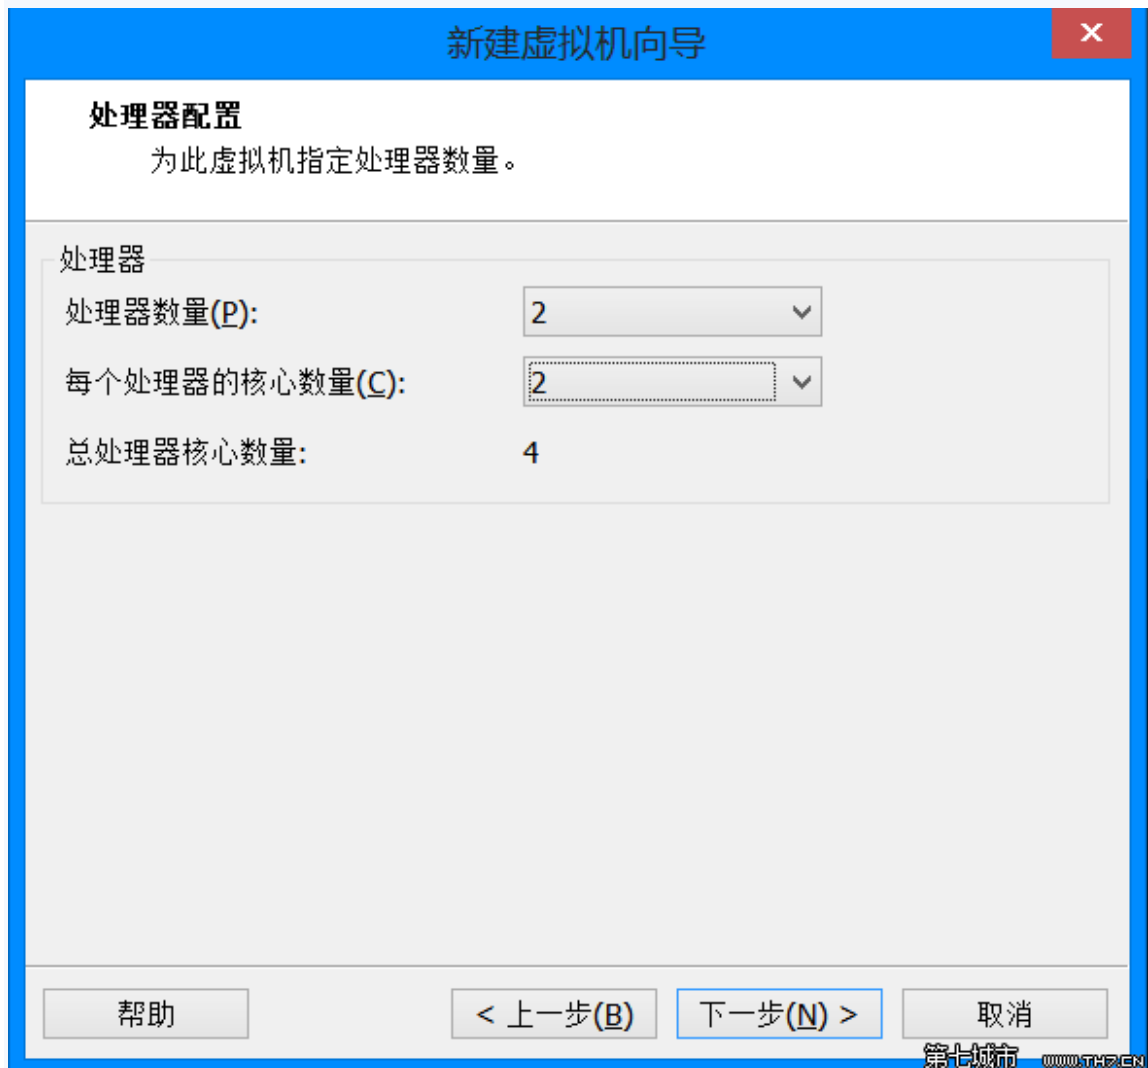 新建虚拟机向导
处理器配置
为此虚拟机指定处理器数量。
处理器
处理器数量(P): 2
每个处理器的核心数量(C): 2
总处理器核心数量: 4
帮助 < 上一步(B) 下一步(N) > 取消
第七城市 WWW.TH7.CN